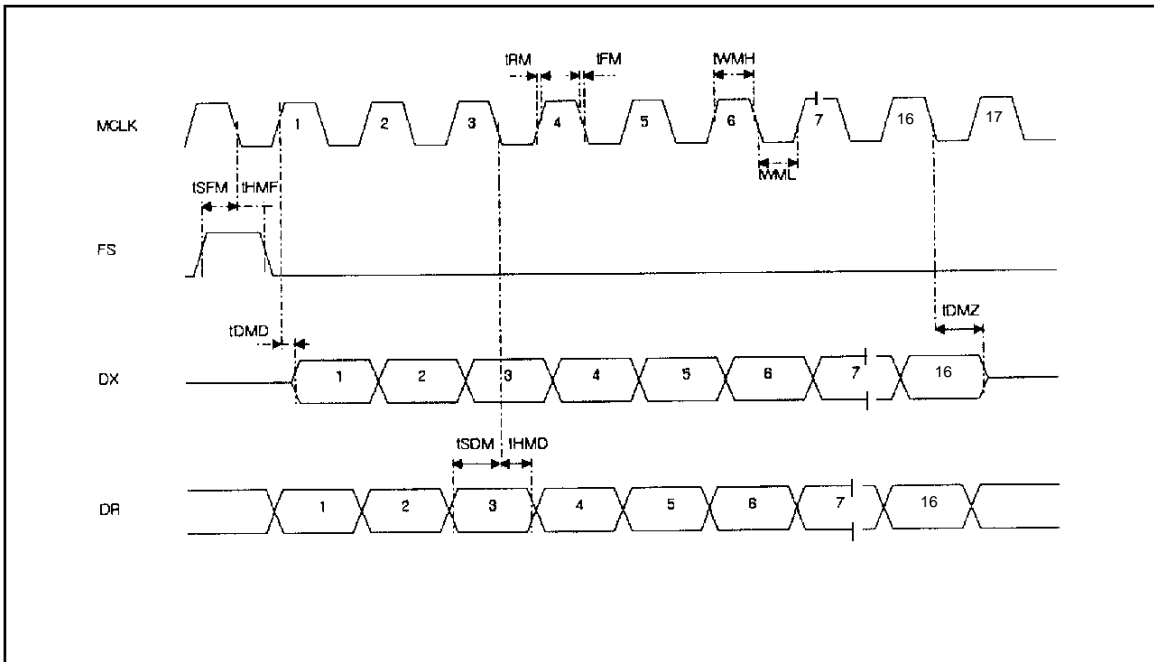 tRM tFM tWMH
MCLK 1 2 3 4 5 6 7 16 17
tWML
tSFM tHMF
FS
tDMD tDMZ
DX 1 2 3 4 5 6 7 16
tSDM tHMD
DR 1 2 3 4 5 6 7 16